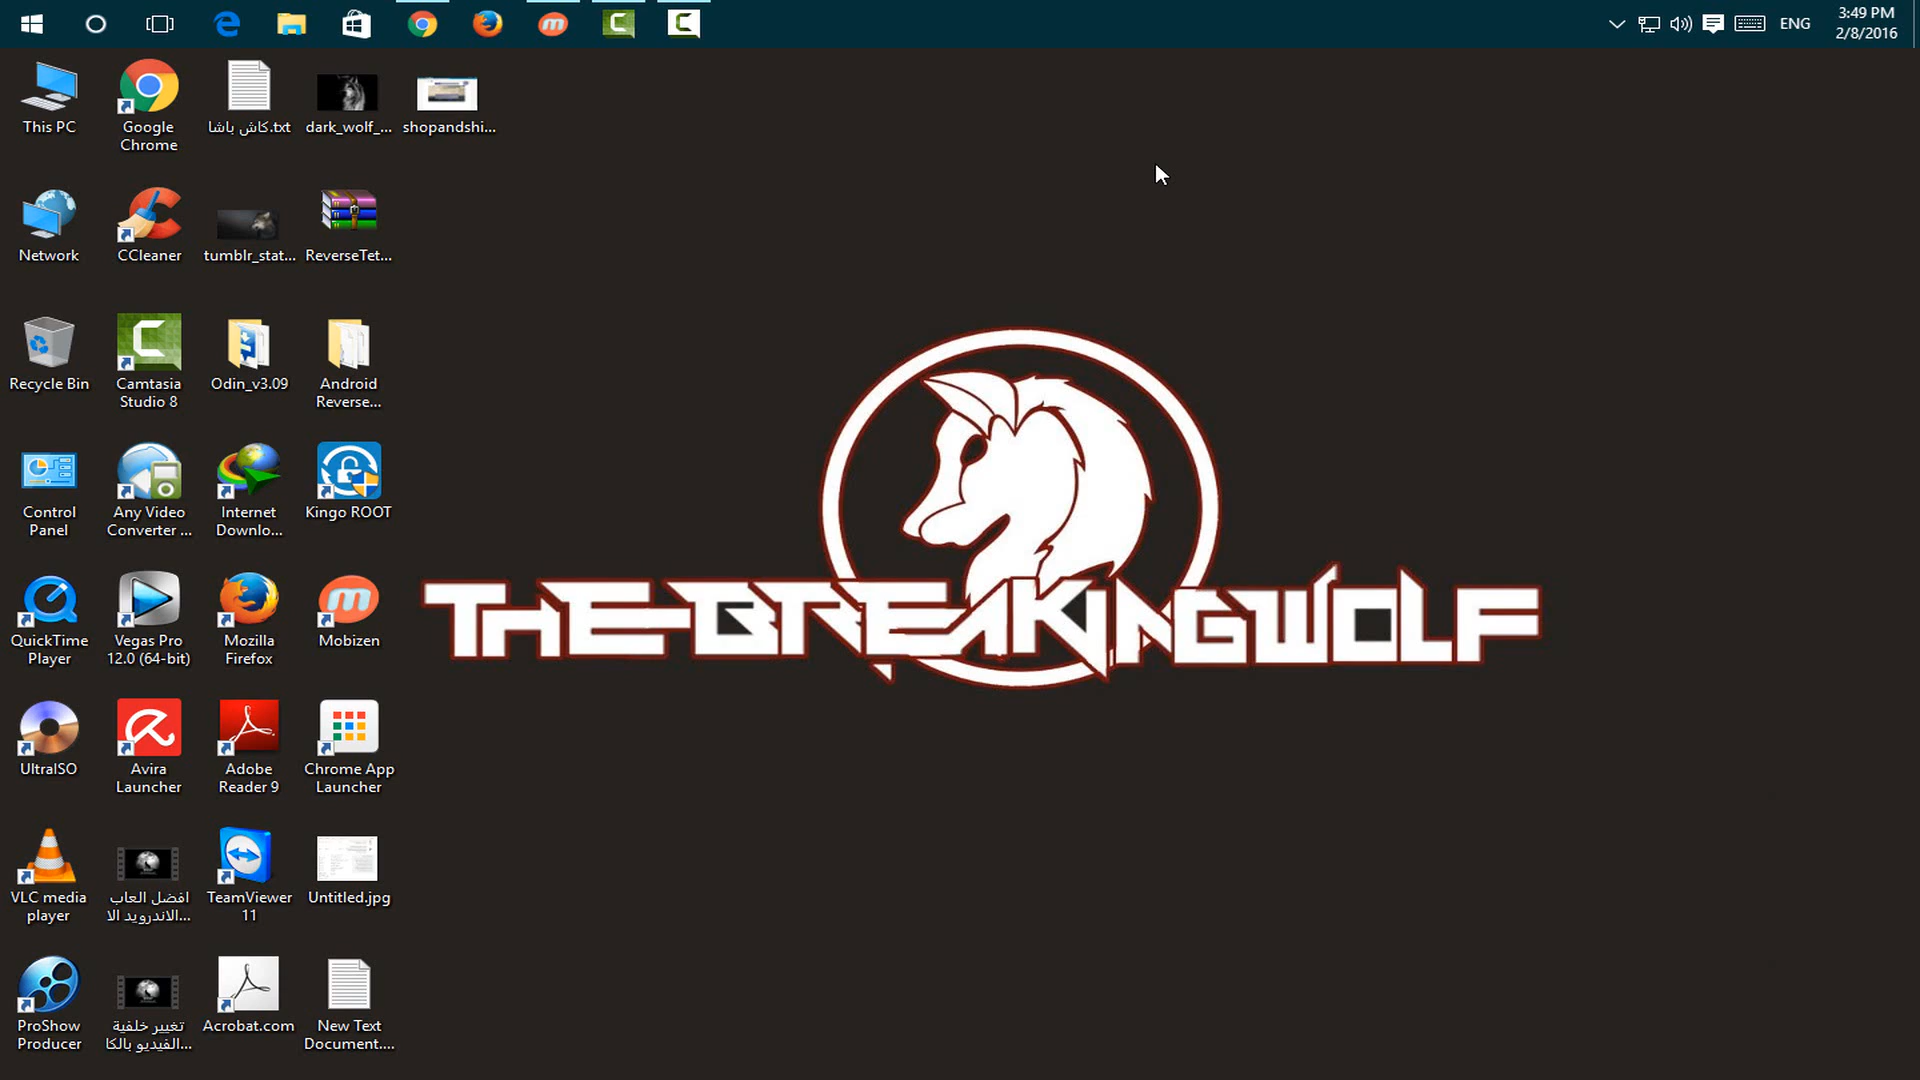 ENG
3:49 PM
2/8/2016
This PC
Google
Chrome
كاش باشا.txt
dark_wolf_...
shopandshi...
Network
CCleaner
tumblr_stat...
ReverseTet...
Recycle Bin
Camtasia
Studio 8
Odin_v3.09
Android
Reverse...
Control
Panel
Any Video
Converter ...
Internet
Downlo...
Kingo ROOT
QuickTime
Player
Vegas Pro
12.0 (64-bit)
Mozilla
Firefox
Mobizen
THE-BREAKINGWOLF
UltraISO
Avira
Launcher
Adobe
Reader 9
Chrome App
Launcher
VLC media
player
افضل العاب
الاندرويد الا...
TeamViewer
11
Untitled.jpg
ProShow
Producer
تغيير خلفية
الفيديو بالكا...
Acrobat.com
New Text
Document....